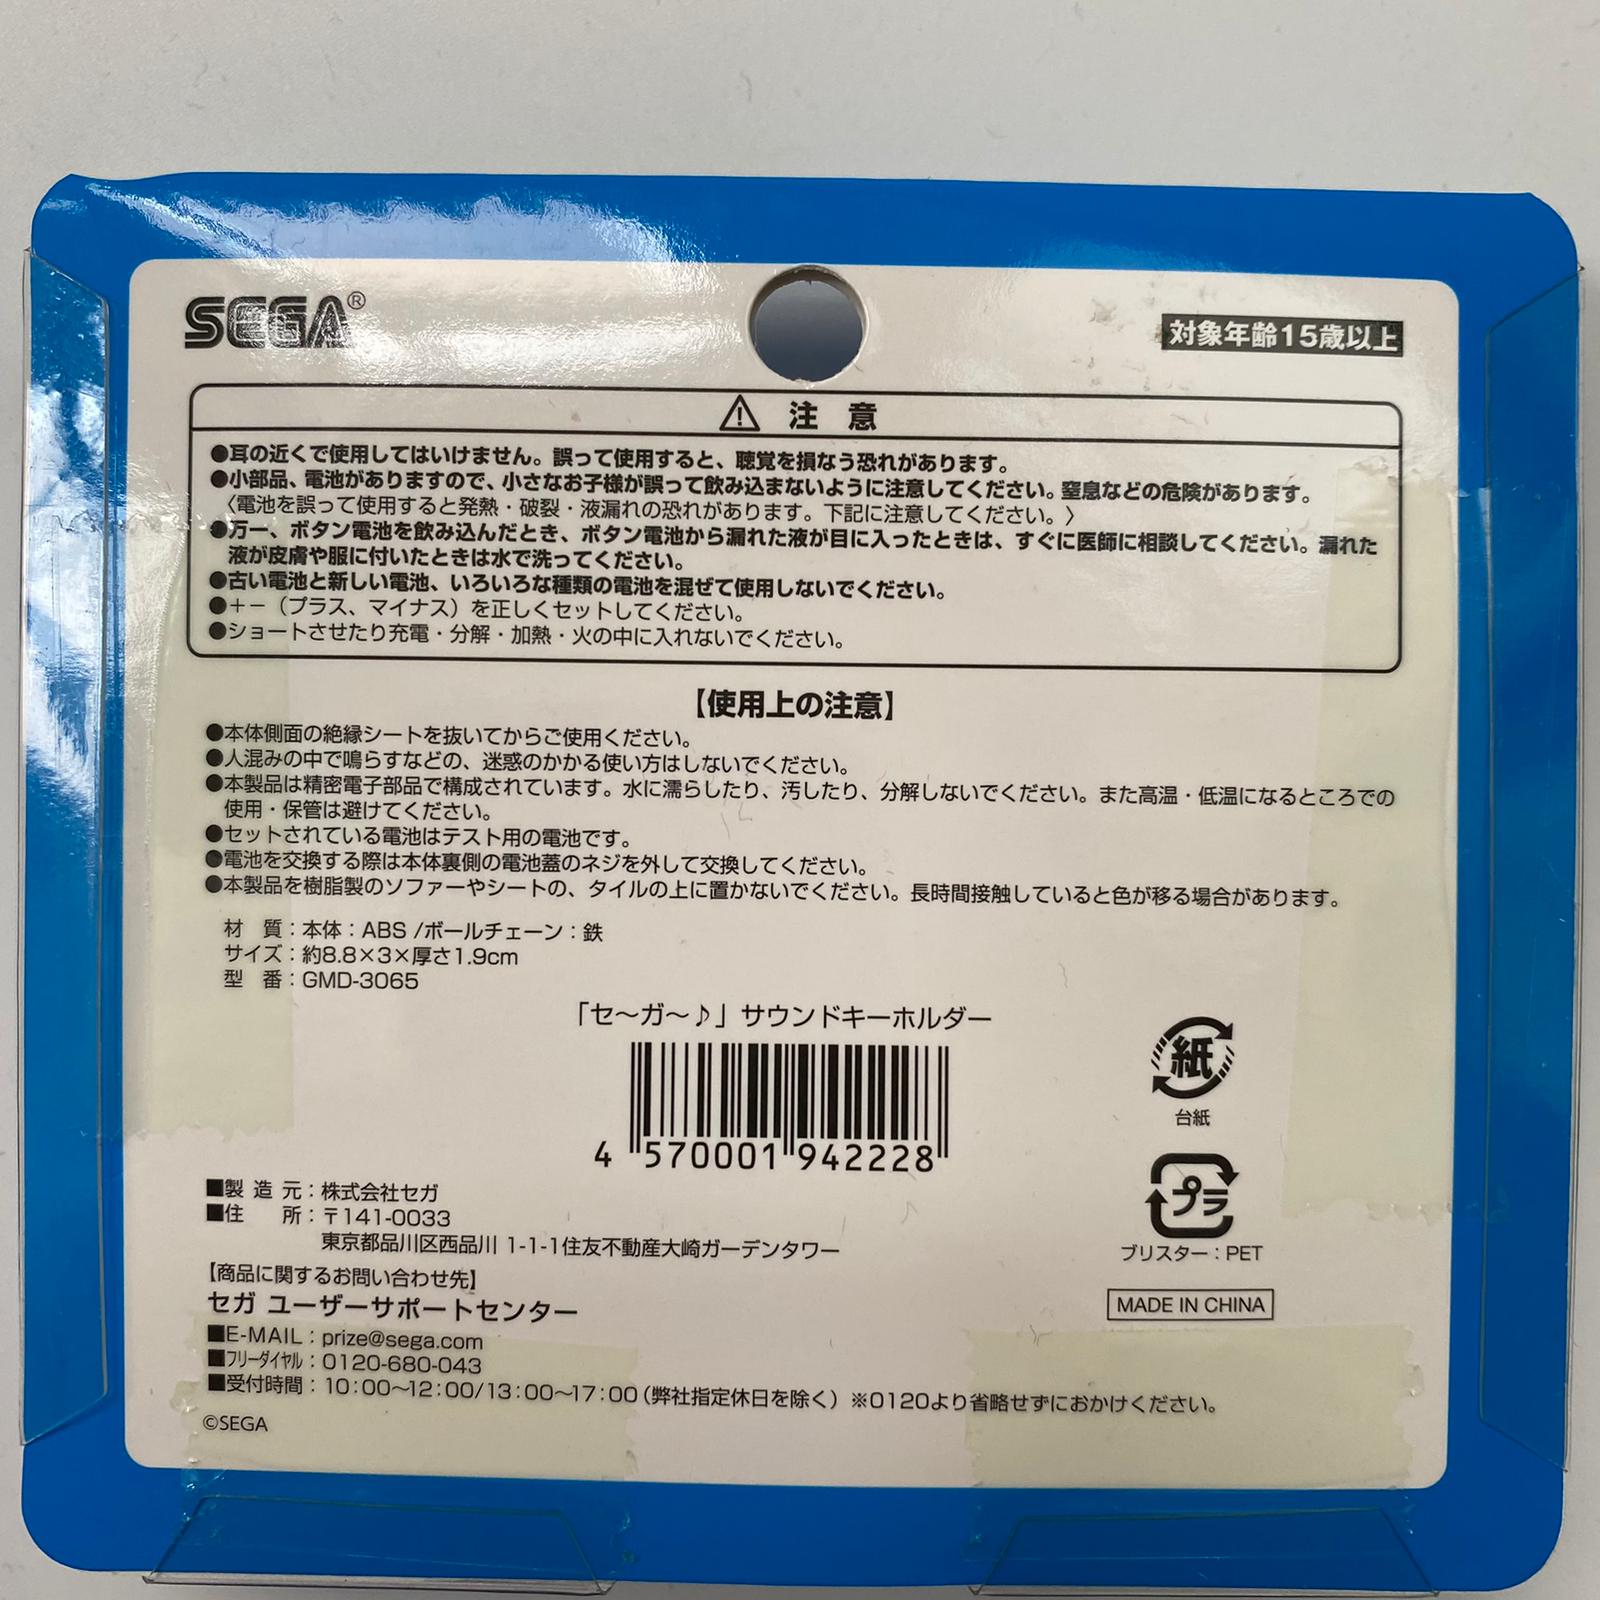 SEGA®
対象年齢15歳以上
⚠ 注 意
●耳の近くで使用してはいけません。誤って使用すると、聴覚を損なう恐れがあります。
●小部品、電池がありますので、小さなお子様が誤って飲み込まないように注意してください。窒息などの危険があります。
〈電池を誤って使用すると発熱・破裂・液漏れの恐れがあります。下記に注意してください。〉
●万一、ボタン電池を飲み込んだとき、ボタン電池から漏れた液が目に入ったときは、すぐに医師に相談してください。漏れた
液が皮膚や服に付いたときは水で洗ってください。
●古い電池と新しい電池、いろいろな種類の電池を混ぜて使用しないでください。
●＋－（プラス、マイナス）を正しくセットしてください。
●ショートさせたり充電・分解・加熱・火の中に入れないでください。
【使用上の注意】
●本体側面の絶縁シートを抜いてからご使用ください。
●人混みの中で鳴らすなどの、迷惑のかかる使い方はしないでください。
●本製品は精密電子部品で構成されています。水に濡らしたり、汚したり、分解しないでください。また高温・低温になるところでの
使用・保管は避けてください。
●セットされている電池はテスト用の電池です。
●電池を交換する際は本体裏側の電池蓋のネジを外して交換してください。
●本製品を樹脂製のソファーやシートの、タイルの上に置かないでください。長時間接触していると色が移る場合があります。
材 質：本体：ABS /ボールチェーン：鉄
サイズ：約8.8×3×厚さ1.9cm
型 番：GMD-3065
「セ〜ガ〜♪」サウンドキーホルダー
4 570001 942228
紙
台紙
プラ
ブリスター：PET
MADE IN CHINA
■製 造 元：株式会社セガ
■住 所：〒141-0033
東京都品川区西品川 1-1-1住友不動産大崎ガーデンタワー
【商品に関するお問い合わせ先】
セガ ユーザーサポートセンター
■E-MAIL：prize@sega.com
■フリーダイヤル：0120-680-043
■受付時間：10:00〜12:00/13:00〜17:00（弊社指定休日を除く）※0120より省略せずにおかけください。
©SEGA